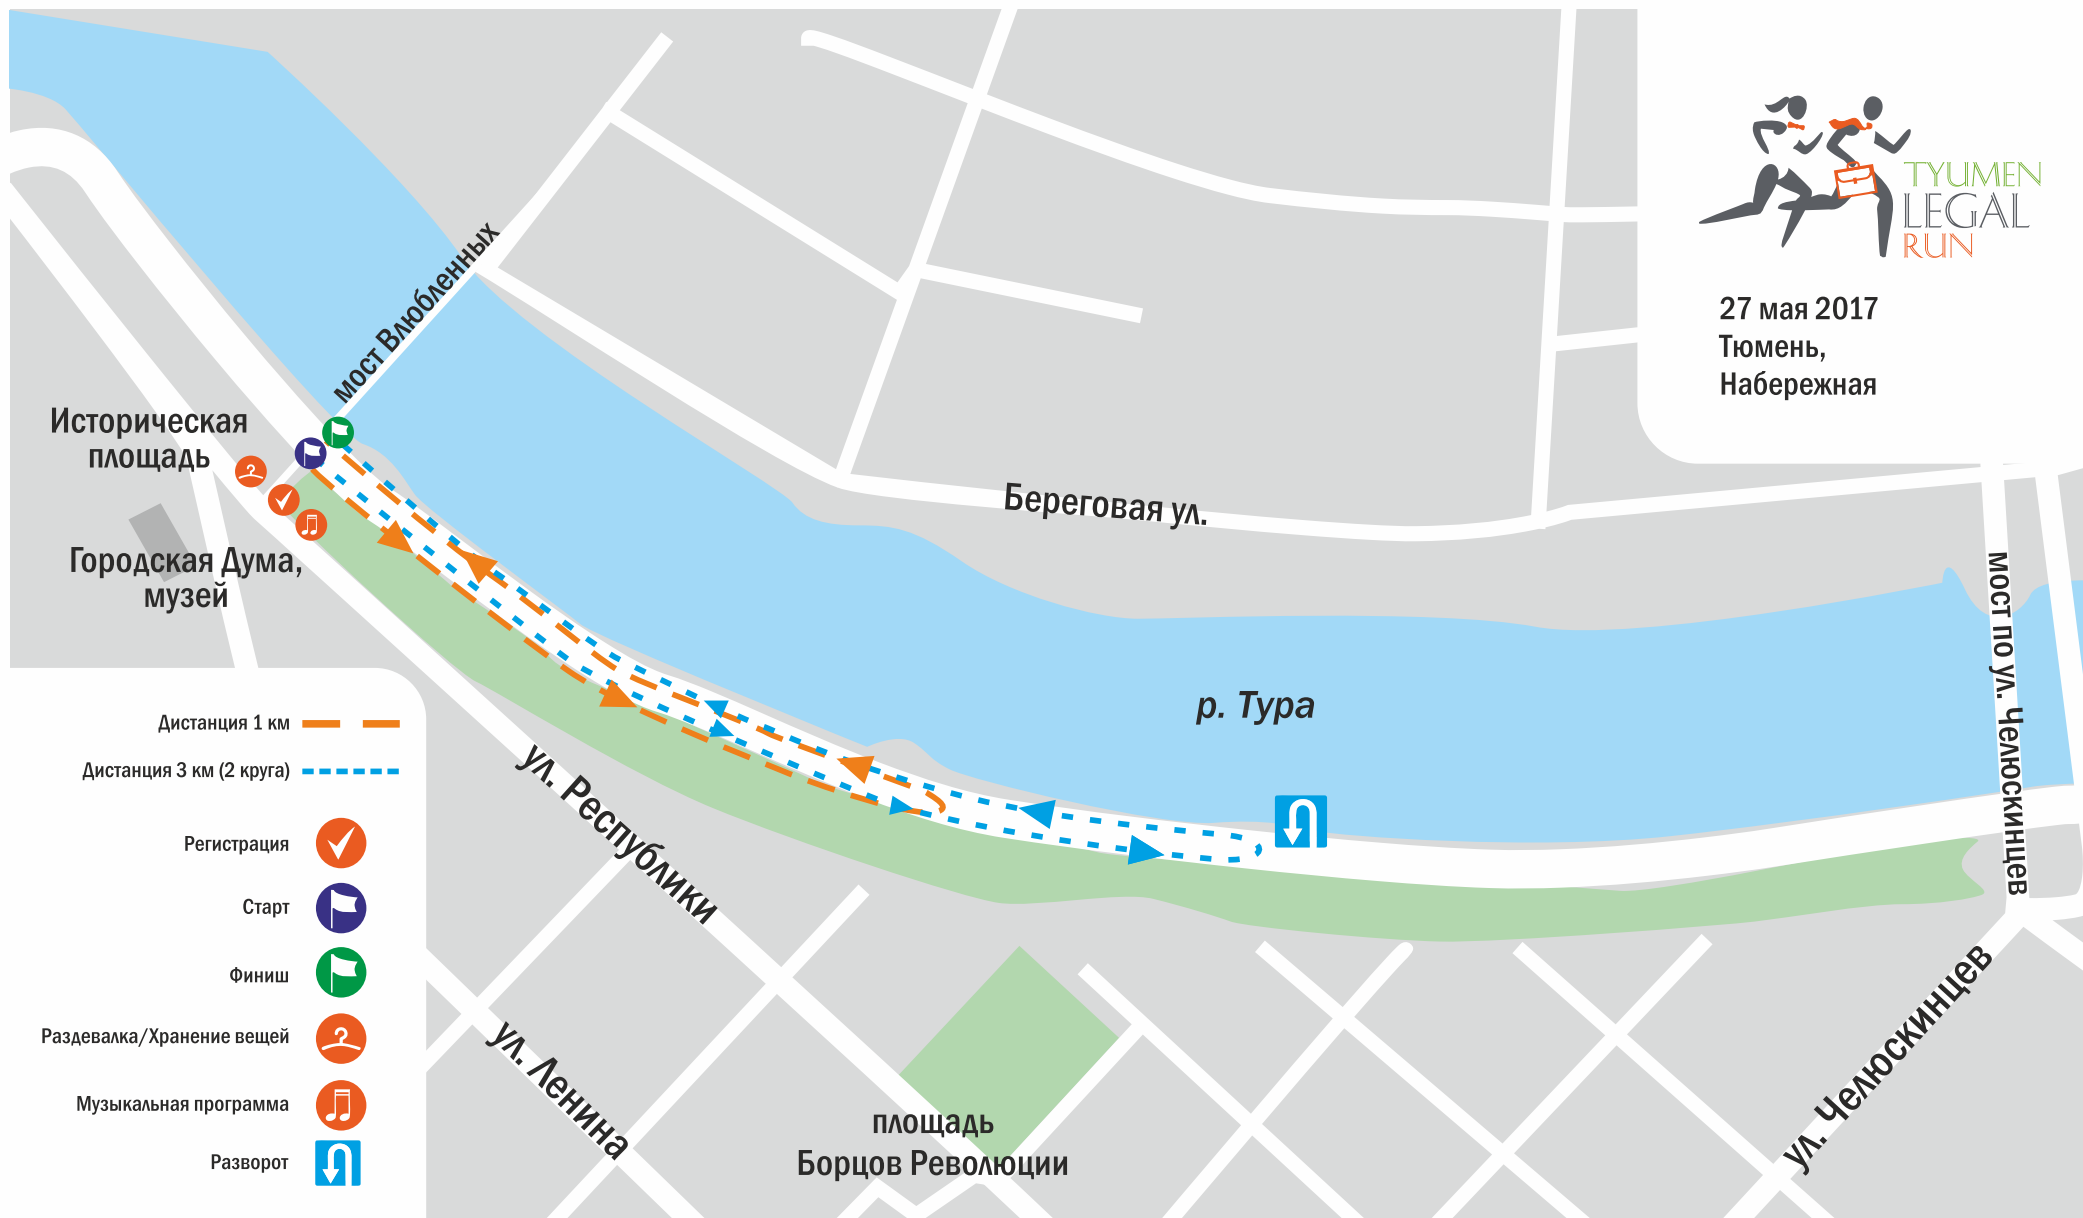 TYUMEN
LEGAL
RUN
27 мая 2017
Тюмень,
Набережная
мост Влюбленных
Историческая
площадь
Городская Дума,
музей
Береговая ул.
р. Тура
мост по ул. Челюскинцев
ул. Республики
ул. Ленина
площадь
Борцов Революции
ул. Челюскинцев
Дистанция 1 км
Дистанция 3 км (2 круга)
Регистрация
Старт
Финиш
Раздевалка/Хранение вещей
Музыкальная программа
Разворот